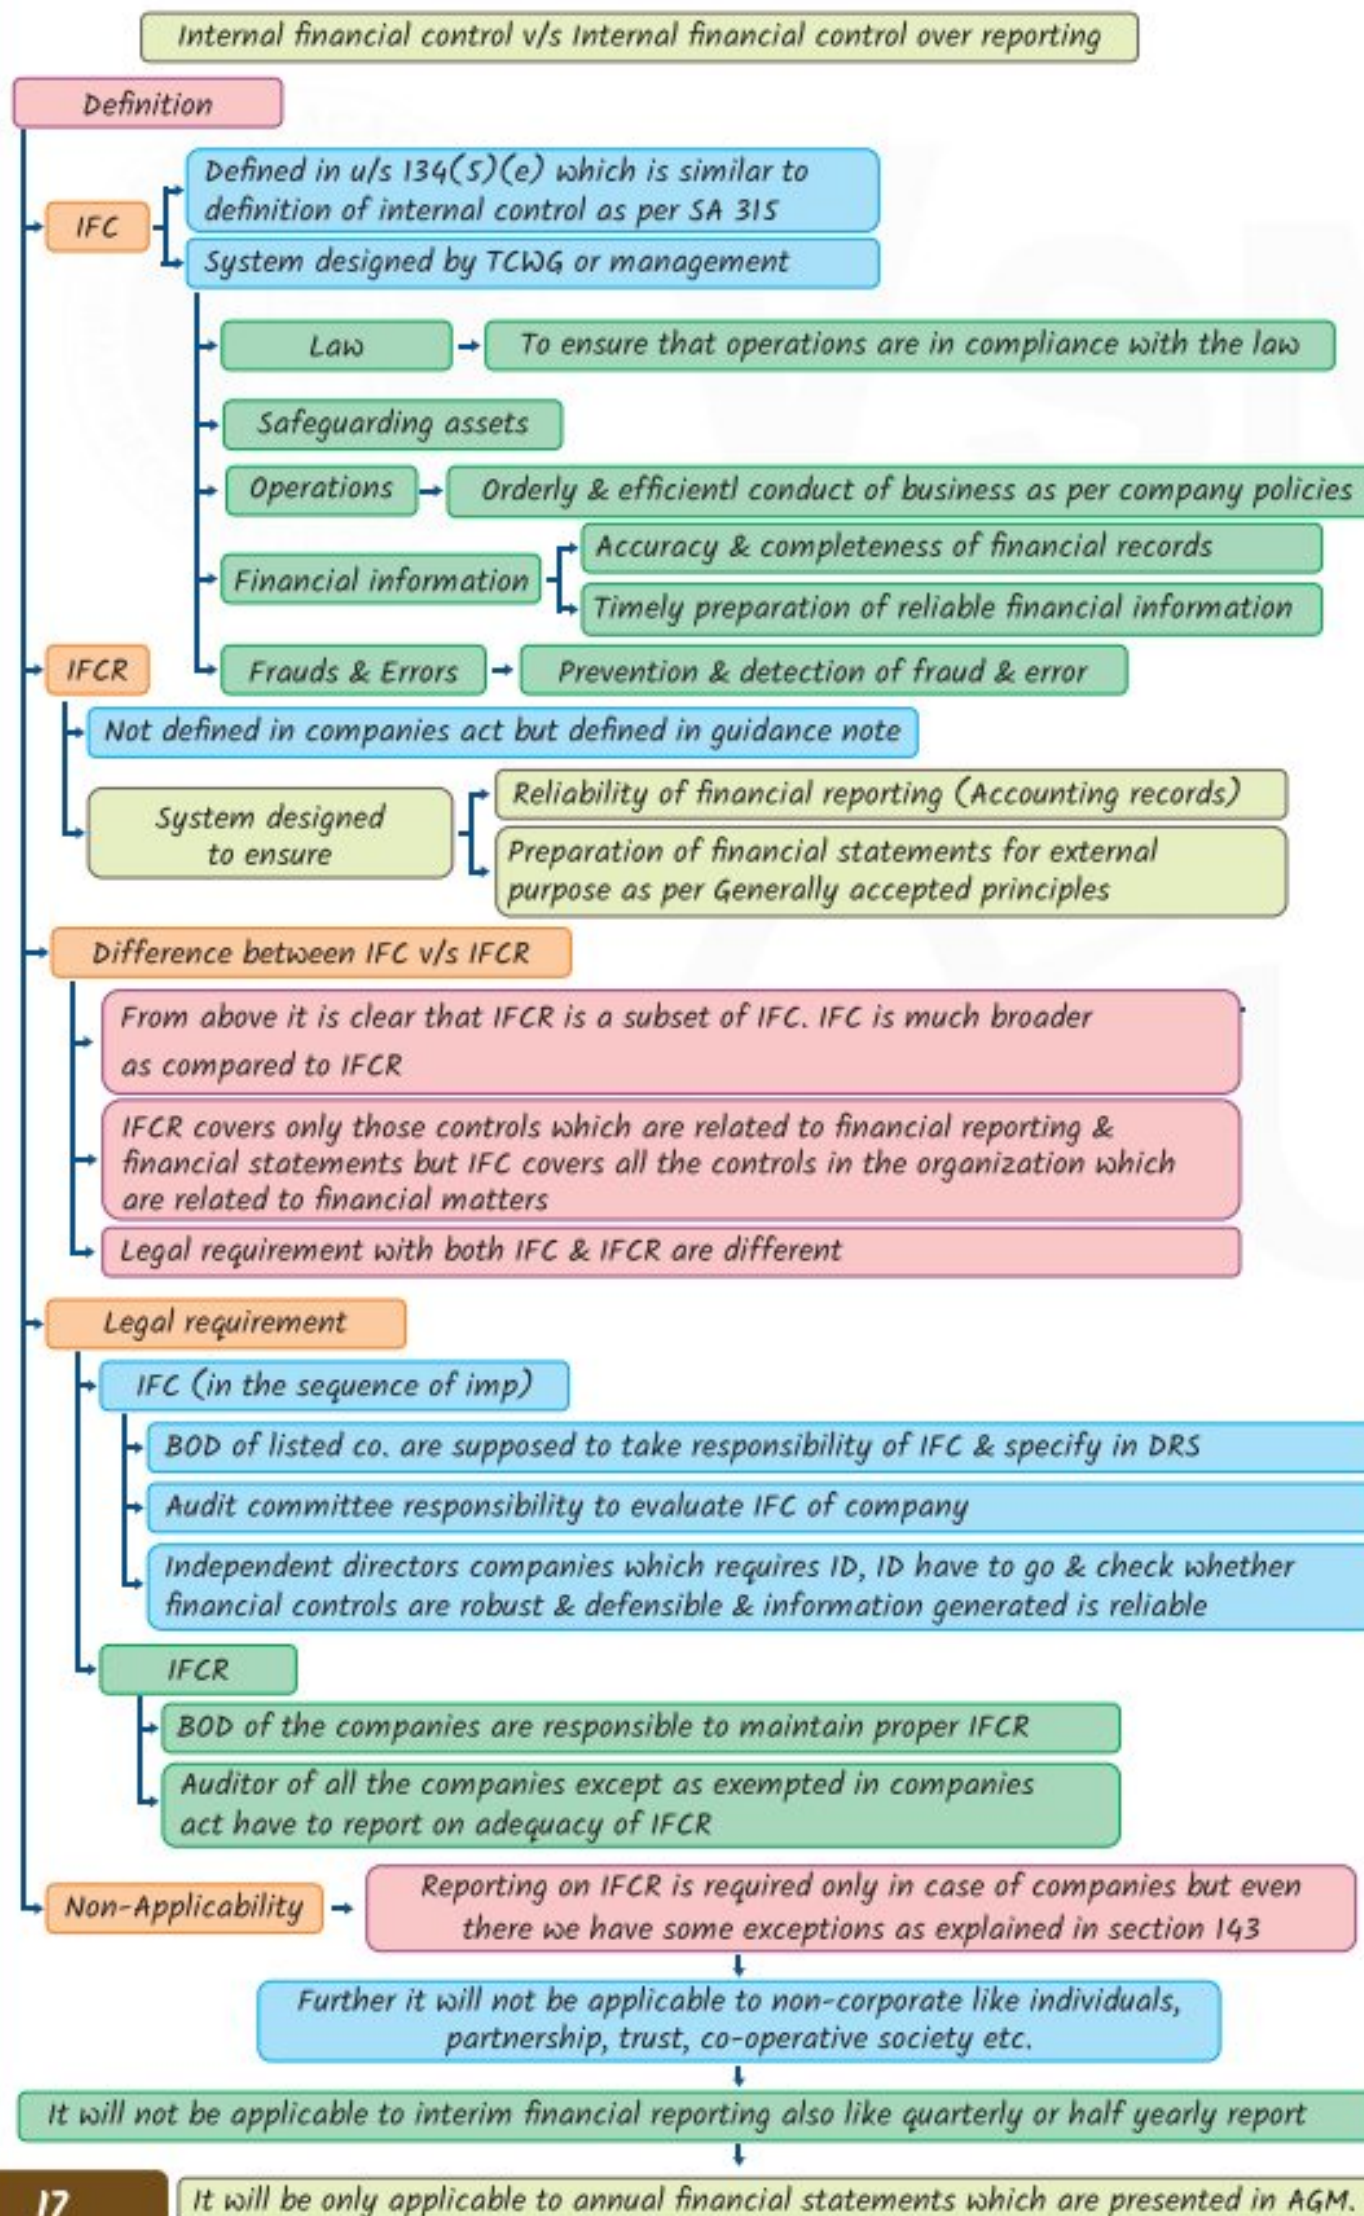 Internal financial control v/s Internal financial control over reporting
Definition
IFC
Defined in u/s 134(5)(e) which is similar to
definition of internal control as per SA 315
System designed by TCWG or management
Law
To ensure that operations are in compliance with the law
Safeguarding assets
Operations
Orderly & efficientl conduct of business as per company policies
Financial information
Accuracy & completeness of financial records
Timely preparation of reliable financial information
Frauds & Errors
Prevention & detection of fraud & error
IFCR
Not defined in companies act but defined in guidance note
System designed
to ensure
Reliability of financial reporting (Accounting records)
Preparation of financial statements for external
purpose as per Generally accepted principles
Difference between IFC v/s IFCR
From above it is clear that IFCR is a subset of IFC. IFC is much broader
as compared to IFCR
IFCR covers only those controls which are related to financial reporting &
financial statements but IFC covers all the controls in the organization which
are related to financial matters
Legal requirement with both IFC & IFCR are different
Legal requirement
IFC (in the sequence of imp)
BOD of listed co. are supposed to take responsibility of IFC & specify in DRS
Audit committee responsibility to evaluate IFC of company
Independent directors companies which requires ID, ID have to go & check whether
financial controls are robust & defensible & information generated is reliable
IFCR
BOD of the companies are responsible to maintain proper IFCR
Auditor of all the companies except as exempted in companies
act have to report on adequacy of IFCR
Non-Applicability
Reporting on IFCR is required only in case of companies but even
there we have some exceptions as explained in section 143
Further it will not be applicable to non-corporate like individuals,
partnership, trust, co-operative society etc.
It will not be applicable to interim financial reporting also like quarterly or half yearly report
It will be only applicable to annual financial statements which are presented in AGM.
17